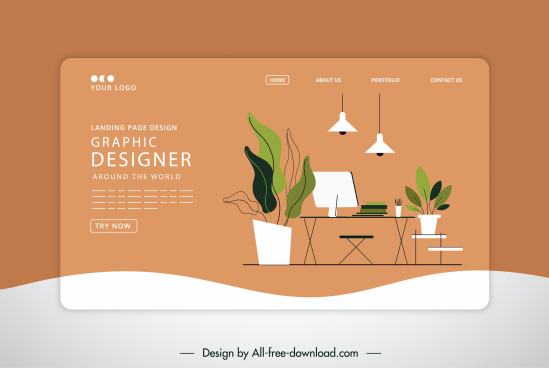 YOUR LOGO
HOME ABOUT US PORTFOLIO CONTACT US
LANDING PAGE DESIGN
GRAPHIC
DESIGNER
AROUND THE WORLD
TRY NOW
Design by All-free-download.com